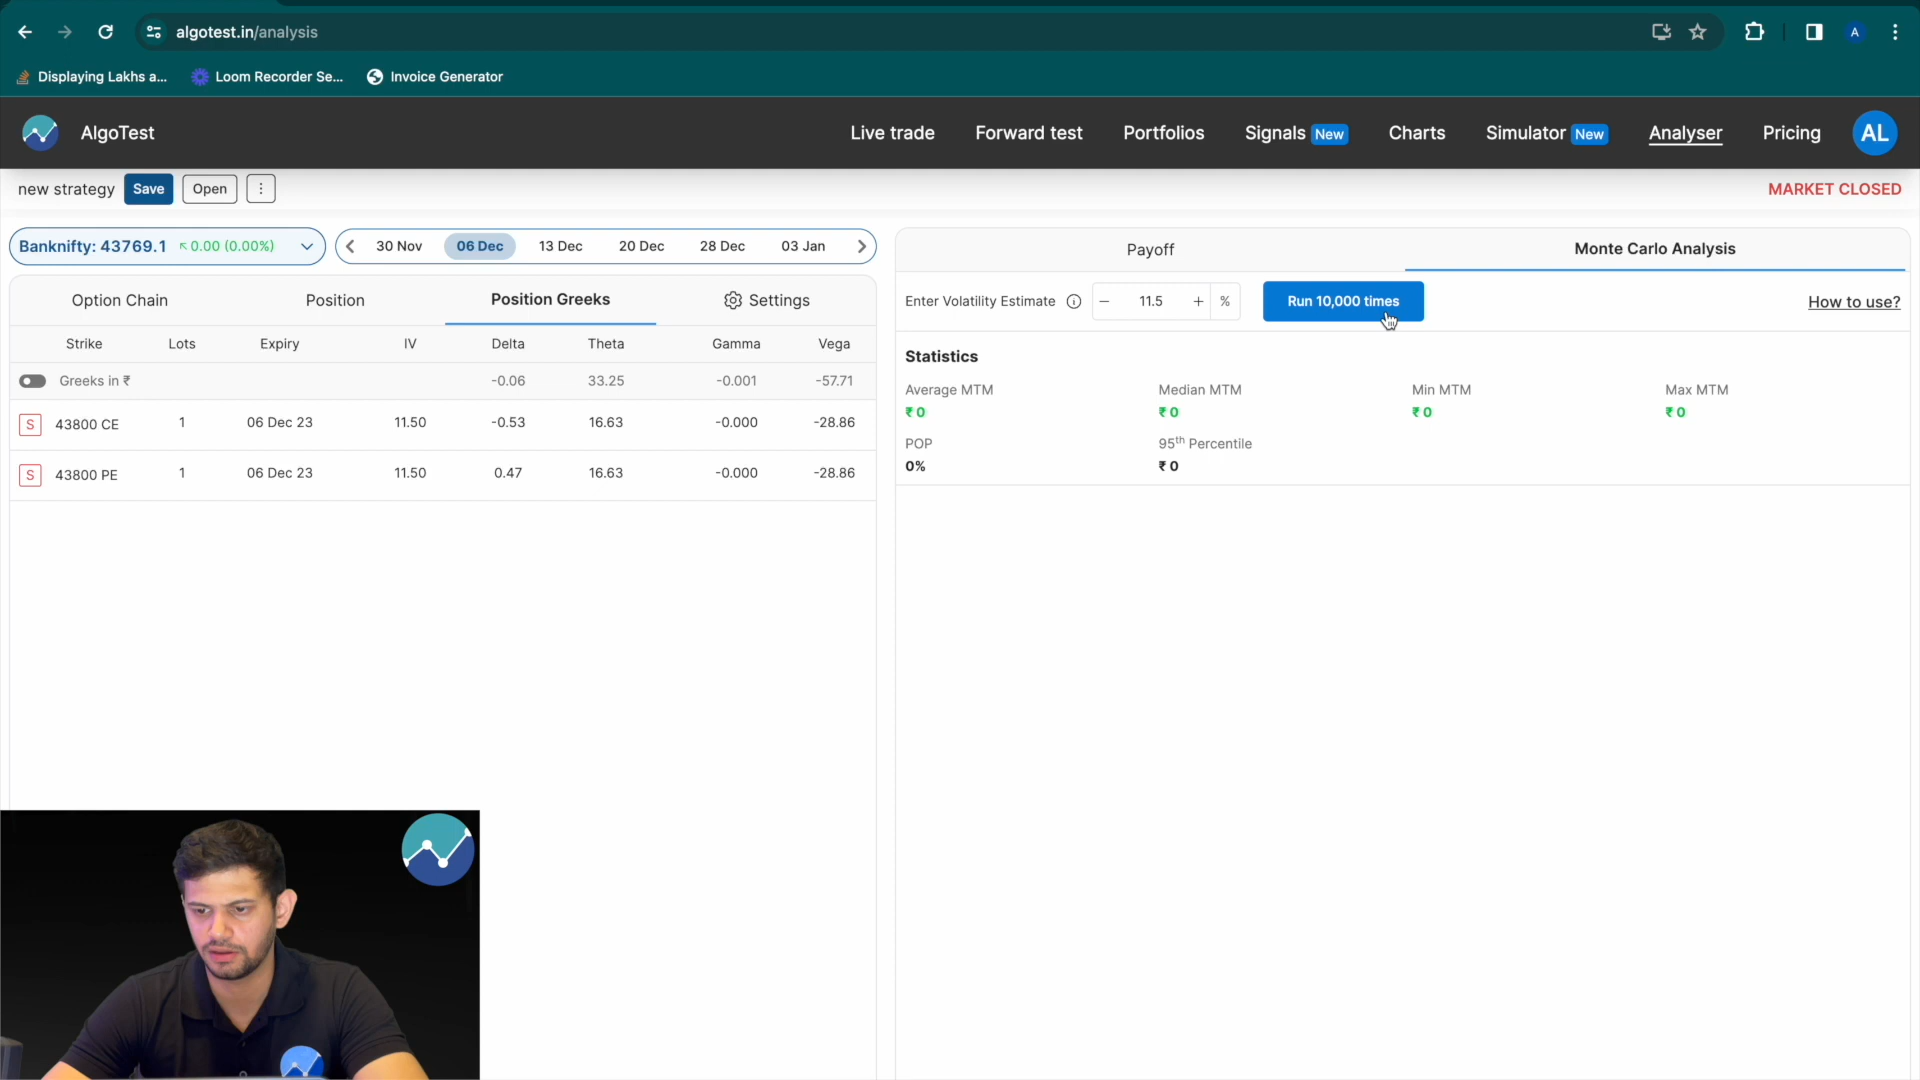 algotest.in/analysis
A
Displaying Lakhs a...
Loom Recorder Se...
Invoice Generator
AlgoTest
Live trade
Forward test
Portfolios
Signals New
Charts
Simulator New
Analyser
Pricing
AL
new strategy
Save
Open
MARKET CLOSED
Banknifty: 43769.1 0.00 (0.00%)
30 Nov
06 Dec
13 Dec
20 Dec
28 Dec
03 Jan
Payoff
Monte Carlo Analysis
Option Chain
Position
Position Greeks
Settings
Enter Volatility Estimate
− 11.5 + %
Run 10,000 times
How to use?
Strike Lots Expiry IV Delta Theta Gamma Vega
Greeks in ₹ -0.06 33.25 -0.001 -57.71
S 43800 CE 1 06 Dec 23 11.50 -0.53 16.63 -0.000 -28.86
S 43800 PE 1 06 Dec 23 11.50 0.47 16.63 -0.000 -28.86
Statistics
Average MTM Median MTM Min MTM Max MTM
₹ 0 ₹ 0 ₹ 0 ₹ 0
POP 95th Percentile
0% ₹ 0